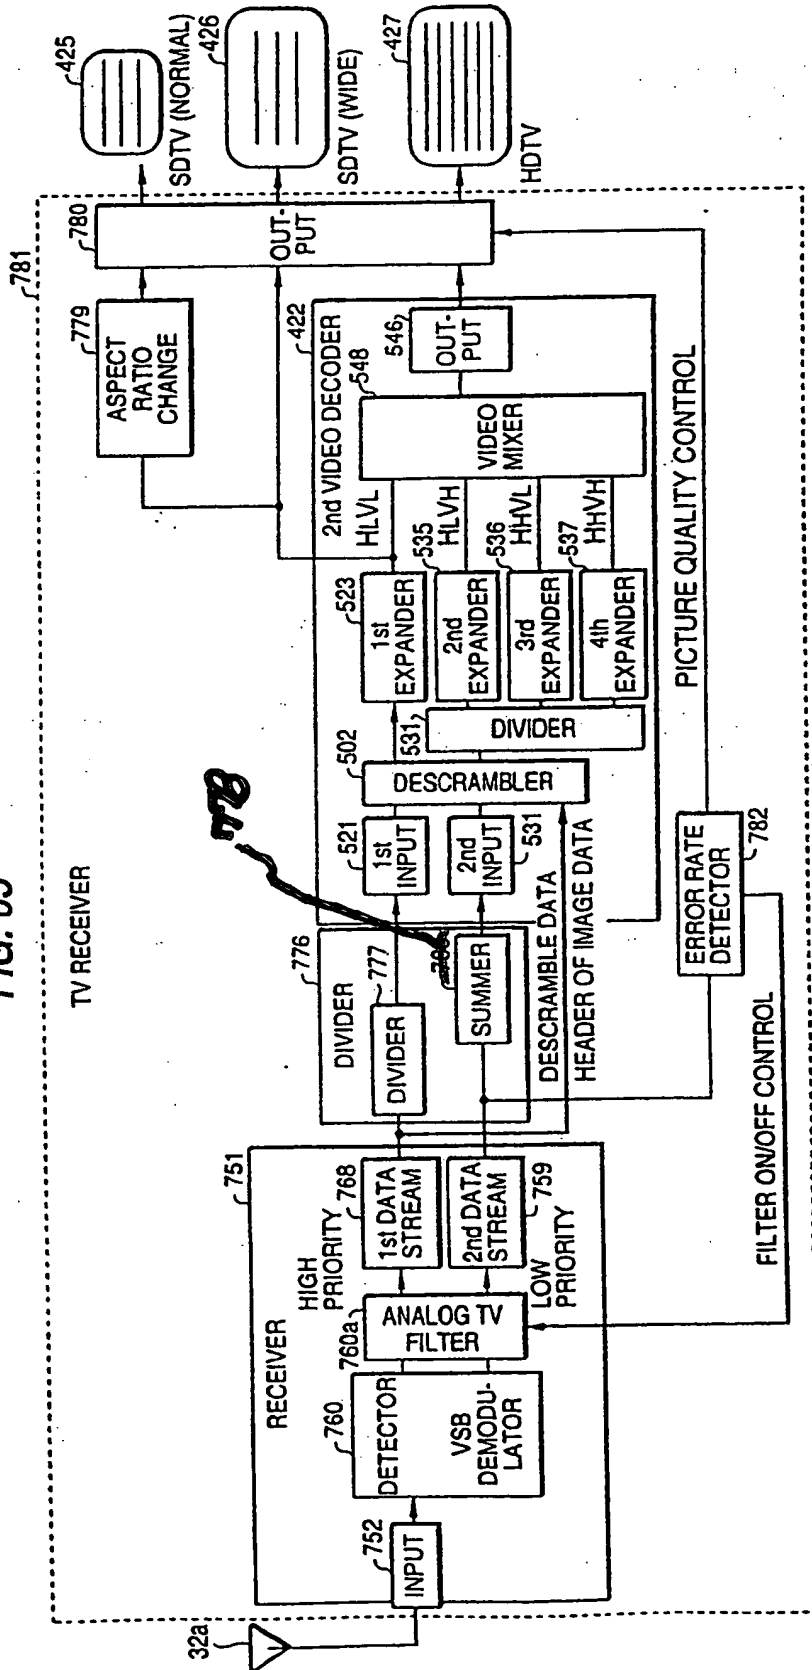 TV RECEIVER
781
32a
751
RECEIVER
752
INPUT
760
DETECTOR
VSB
DEMODU-
LATOR
760a
ANALOG TV
FILTER
HIGH
PRIORITY
768
1st DATA
STREAM
2nd DATA
STREAM
759
LOW
PRIORITY
776
DIVIDER
777
DIVIDER
SUMMER
DESCRAMBLE DATA
HEADER OF IMAGE DATA
422
2nd VIDEO DECODER
521
1st
INPUT
2nd
INPUT
531
502
DESCRAMBLER
531
DIVIDER
523
1st
EXPANDER
HLVL
535
2nd
EXPANDER
HLVH
536
3rd
EXPANDER
HHVL
537
4th
EXPANDER
HHVH
548
VIDEO
MIXER
546
OUT-
PUT
779
ASPECT
RATIO
CHANGE
780
OUT-
PUT
425
SDTV (NORMAL)
426
SDTV (WIDE)
427
HDTV
PICTURE QUALITY CONTROL
ERROR RATE
DETECTOR
782
FILTER ON/OFF CONTROL